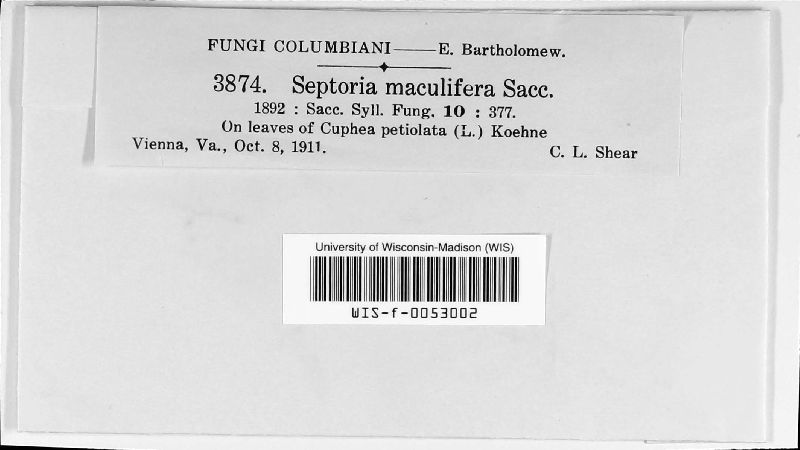 FUNGI COLUMBIANI——E. Bartholomew.
3874. Septoria maculifera Sacc.
1892 : Sacc. Syll. Fung. 10 : 377.
On leaves of Cuphea petiolata (L.) Koehne
Vienna, Va., Oct. 8, 1911. C. L. Shear
University of Wisconsin-Madison (WIS)
WIS-f-0053002